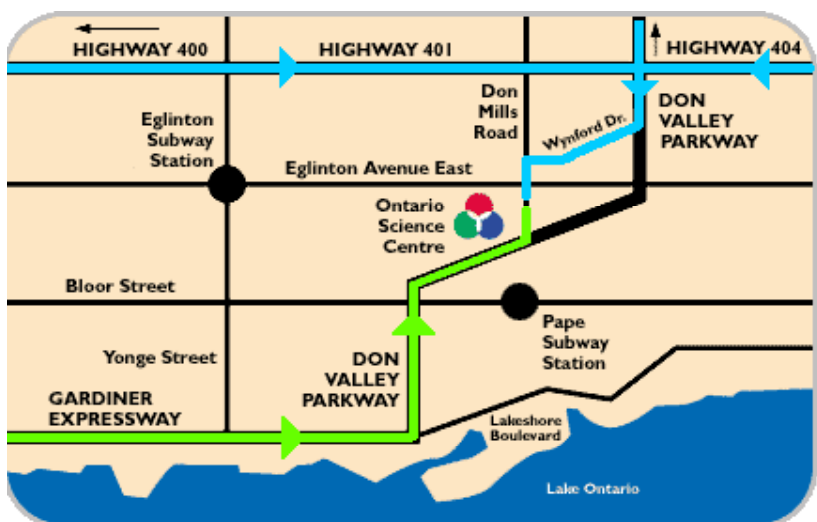 HIGHWAY 400
HIGHWAY 401
HIGHWAY 404
Don
Mills
Road
DON
VALLEY
PARKWAY
Eglinton
Subway
Station
Wynford Dr.
Eglinton Avenue East
Ontario
Science
Centre
Bloor Street
Pape
Subway
Station
Yonge Street
DON
VALLEY
PARKWAY
GARDINER
EXPRESSWAY
Lakeshore
Boulevard
Lake Ontario